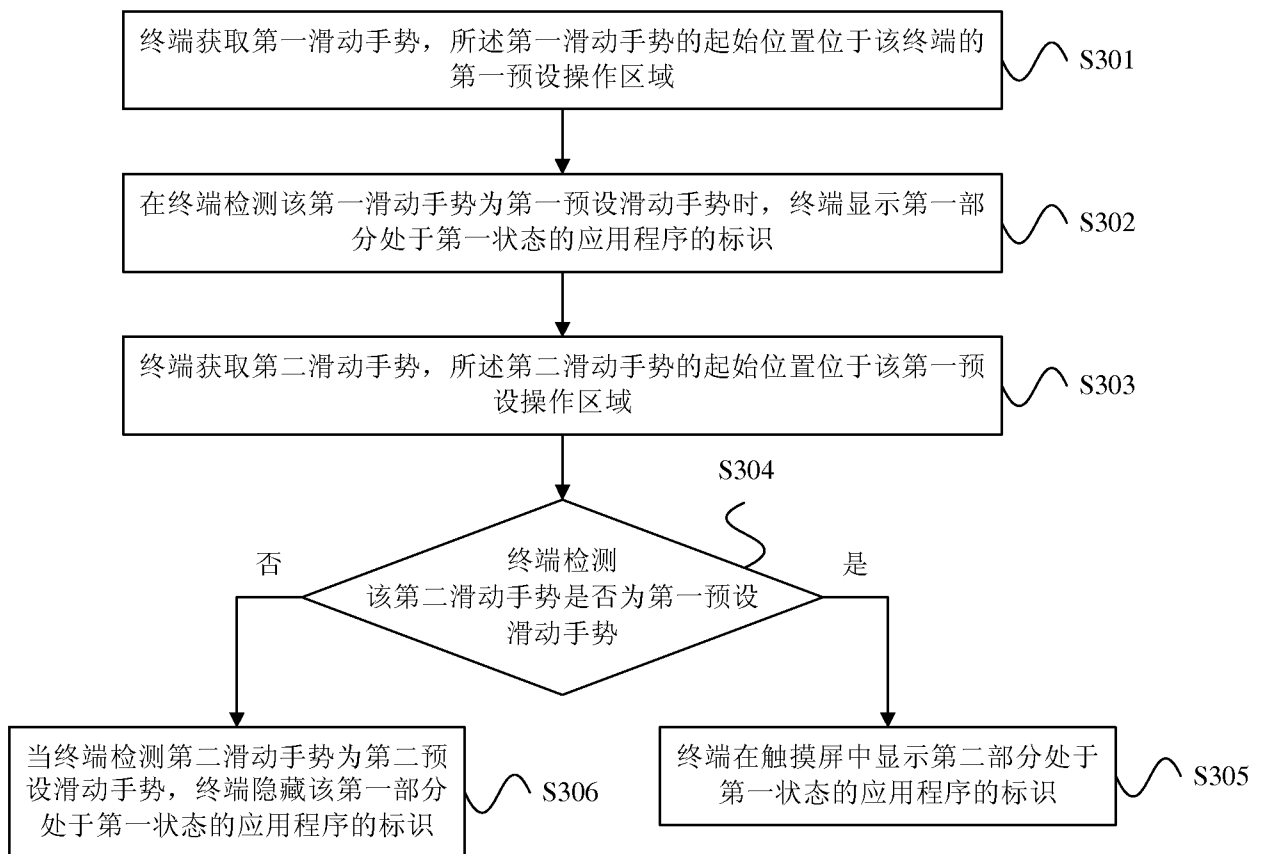 终端获取第一滑动手势，所述第一滑动手势的起始位置位于该终端的
第一预设操作区域
S301
在终端检测该第一滑动手势为第一预设滑动手势时，终端显示第一部
分处于第一状态的应用程序的标识
S302
终端获取第二滑动手势，所述第二滑动手势的起始位置位于该第一预
设操作区域
S303
S304
否
终端检测
该第二滑动手势是否为第一预设
滑动手势
是
当终端检测第二滑动手势为第二预
设滑动手势，终端隐藏该第一部分
处于第一状态的应用程序的标识
S306
终端在触摸屏中显示第二部分处于
第一状态的应用程序的标识
S305